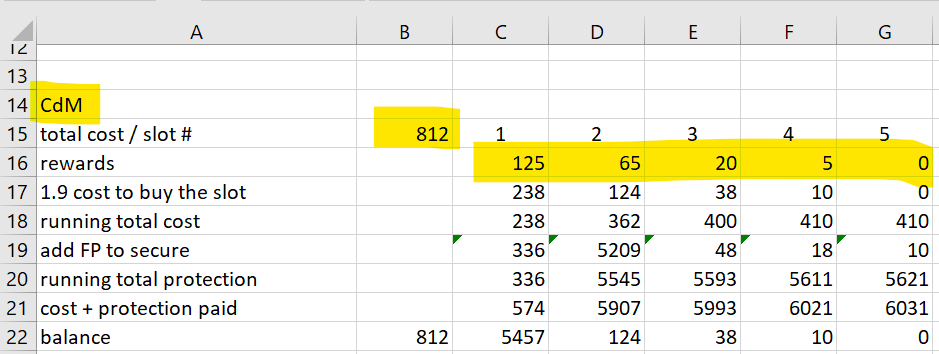 A B C D E F G
12
13
14 CdM
15 total cost / slot # 812 1 2 3 4 5
16 rewards 125 65 20 5 0
17 1.9 cost to buy the slot 238 124 38 10 0
18 running total cost 238 362 400 410 410
19 add FP to secure 336 5209 48 18 10
20 running total protection 336 5545 5593 5611 5621
21 cost + protection paid 574 5907 5993 6021 6031
22 balance 812 5457 124 38 10 0